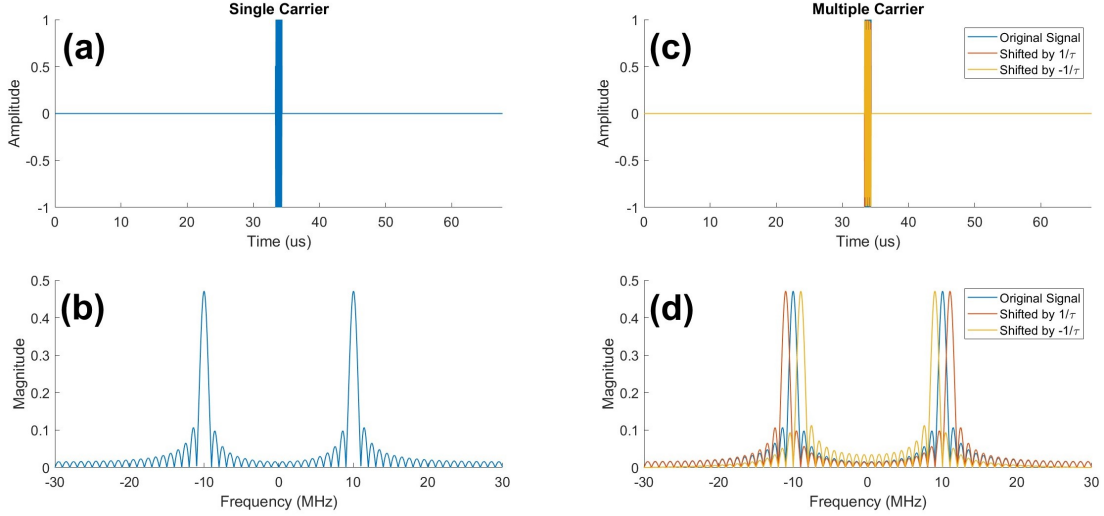 Single Carrier
(a)
1
0.5
0
-0.5
-1
Amplitude
0 10 20 30 40 50 60
Time (us)
Multiple Carrier
(c)
1
0.5
0
-0.5
-1
Amplitude
Original Signal
Shifted by 1/τ
Shifted by -1/τ
0 10 20 30 40 50 60
Time (us)
(b)
0.5
0.4
0.3
0.2
0.1
0
Magnitude
-30 -20 -10 0 10 20 30
Frequency (MHz)
(d)
0.5
0.4
0.3
0.2
0.1
0
Magnitude
Original Signal
Shifted by 1/τ
Shifted by -1/τ
-30 -20 -10 0 10 20 30
Frequency (MHz)